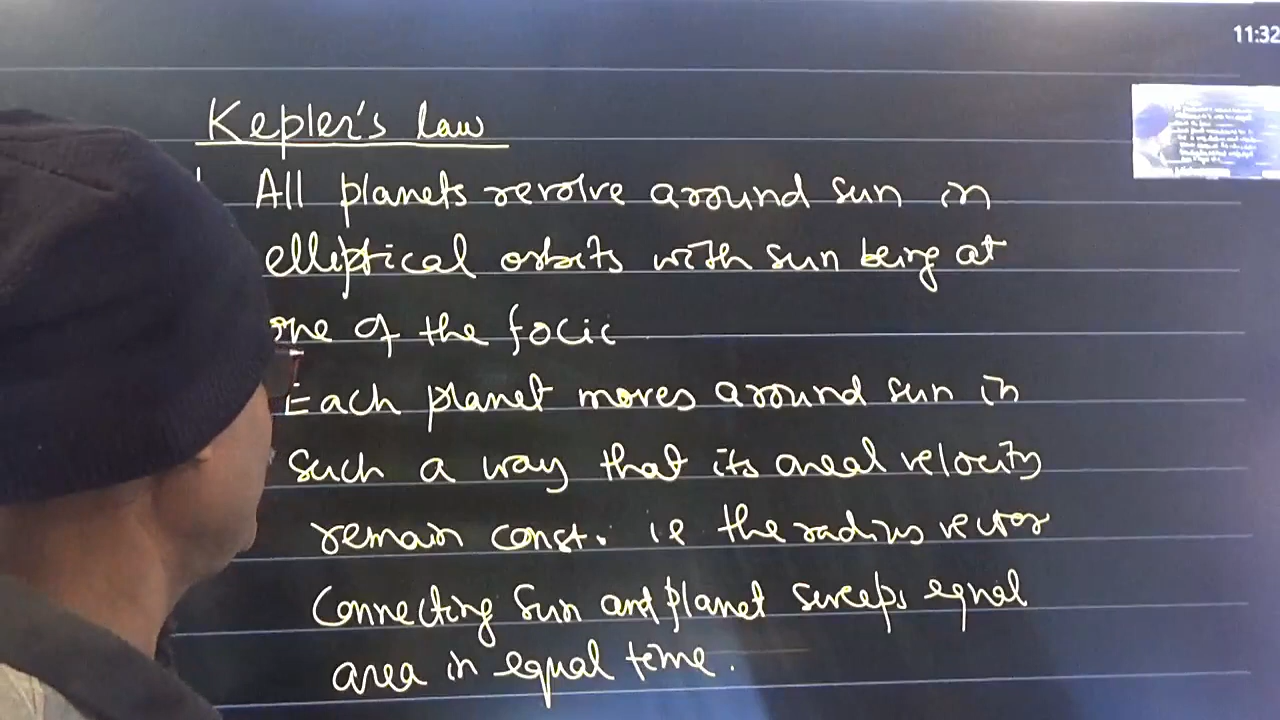 11:32
Kepler's law
All planets revolve around sun in
elliptical orbits with sun being at
one of the focii
Each planet moves around sun in
such a way that its areal velocity
remain const. ie the radius vector
Connecting Sun and planet sweeps equal
area in equal time.